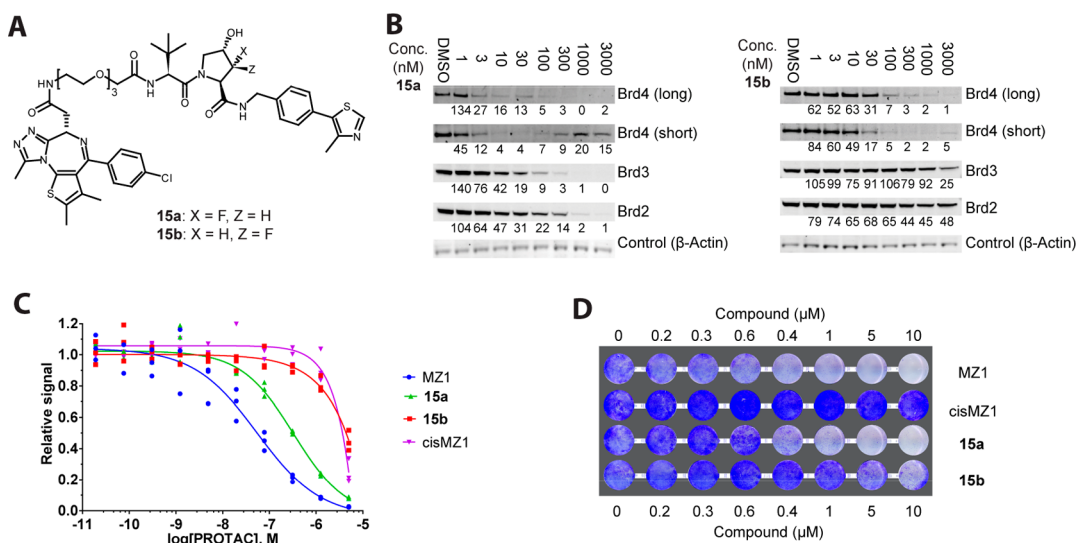 A
OH
X
Z
HN
O
3
O
N
H
O
N
O
NH
S
N
O
N
N
N
N
S
Cl
15a: X = F, Z = H
15b: X = H, Z = F
B
Conc.
(nM)
15a
DMSO 1 3 10 30 100 300 1000 3000
Brd4 (long)
134 27 16 13 5 3 0 2
Brd4 (short)
45 12 4 4 7 9 20 15
Brd3
140 76 42 19 9 3 1 0
Brd2
104 64 47 31 22 14 2 1
Control (β-Actin)
Conc.
(nM)
15b
DMSO 1 3 10 30 100 300 1000 3000
Brd4 (long)
62 52 63 31 7 3 2 1
Brd4 (short)
84 60 49 17 5 2 2 5
Brd3
105 99 75 91 106 79 92 25
Brd2
79 74 65 68 65 44 45 48
Control (β-Actin)
C
Relative signal
1.2
1.0
0.8
0.6
0.4
0.2
0.0
-11 -10 -9 -8 -7 -6 -5
log[PROTAC], M
MZ1
15a
15b
cisMZ1
D
Compound (µM)
0 0.2 0.3 0.6 0.4 1 5 10
MZ1
cisMZ1
15a
15b
0 0.2 0.3 0.6 0.4 1 5 10
Compound (µM)